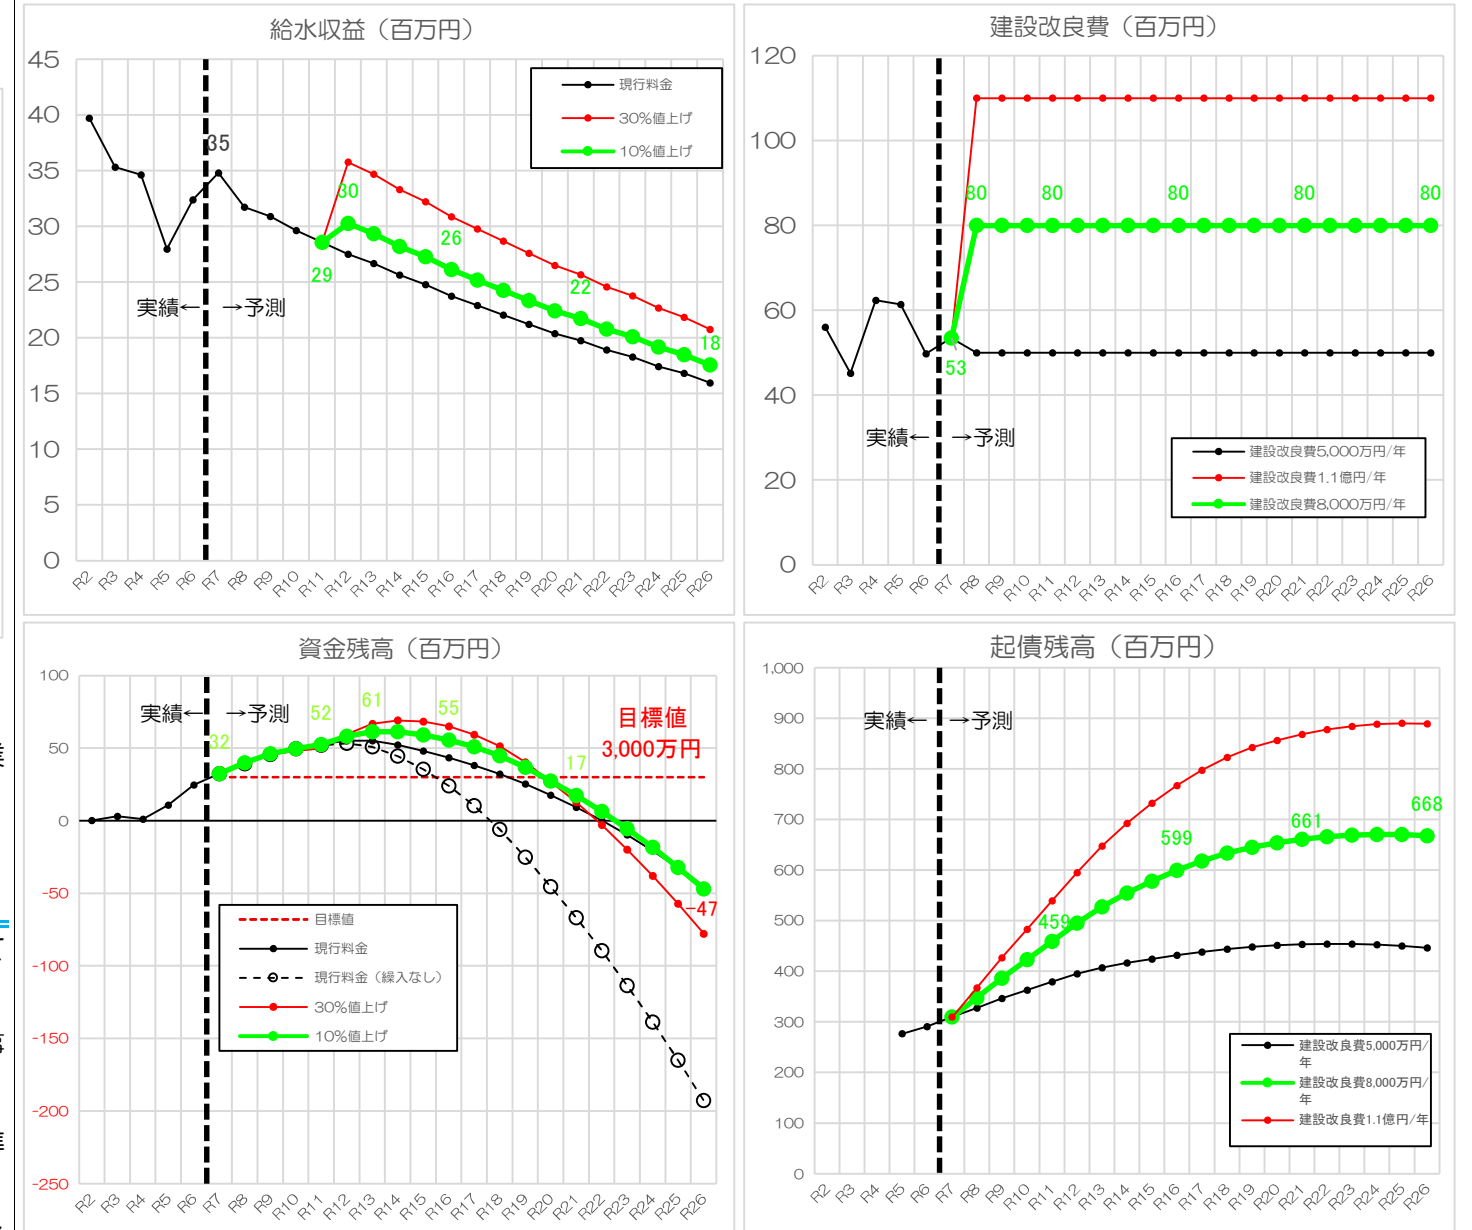 給水収益（百万円）
45
40
35
30
25
20
15
10
5
0
現行料金
30%値上げ
10%値上げ
35
30
29
26
22
18
実績← →予測
R2 R3 R4 R5 R6 R7 R8 R9 R10 R11 R12 R13 R14 R15 R16 R17 R18 R19 R20 R21 R22 R23 R24 R25 R26
建設改良費（百万円）
120
100
80
60
40
20
0
80 80 80 80 80
53
実績← →予測
建設改良費5,000万円/年
建設改良費1.1億円/年
建設改良費8,000万円/年
R2 R3 R4 R5 R6 R7 R8 R9 R10 R11 R12 R13 R14 R15 R16 R17 R18 R19 R20 R21 R22 R23 R24 R25 R26
資金残高（百万円）
100
50
0
-50
-100
-150
-200
-250
実績← →予測
32
52
61
55
17
-47
目標値
3,000万円
目標値
現行料金
現行料金（繰入なし）
30%値上げ
10%値上げ
R2 R3 R4 R5 R6 R7 R8 R9 R10 R11 R12 R13 R14 R15 R16 R17 R18 R19 R20 R21 R22 R23 R24 R25 R26
起債残高（百万円）
1,000
900
800
700
600
500
400
300
200
100
0
実績← →予測
459
599
661
668
建設改良費5,000万円/
年
建設改良費8,000万円/
年
建設改良費1.1億円/年
R2 R3 R4 R5 R6 R7 R8 R9 R10 R11 R12 R13 R14 R15 R16 R17 R18 R19 R20 R21 R22 R23 R24 R25 R26